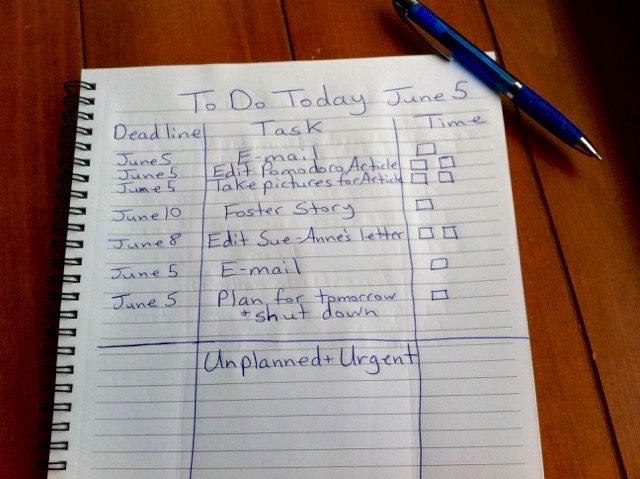 To Do Today June 5
Deadline Task Time
June 5 E-mail
June 5 Edit Pomodoro Article
June 5 Take pictures for Article
June 10 Foster Story
June 8 Edit Sue-Anne's letter
June 5 E-mail
June 5 Plan for tomorrow
+ shut down
Unplanned + Urgent